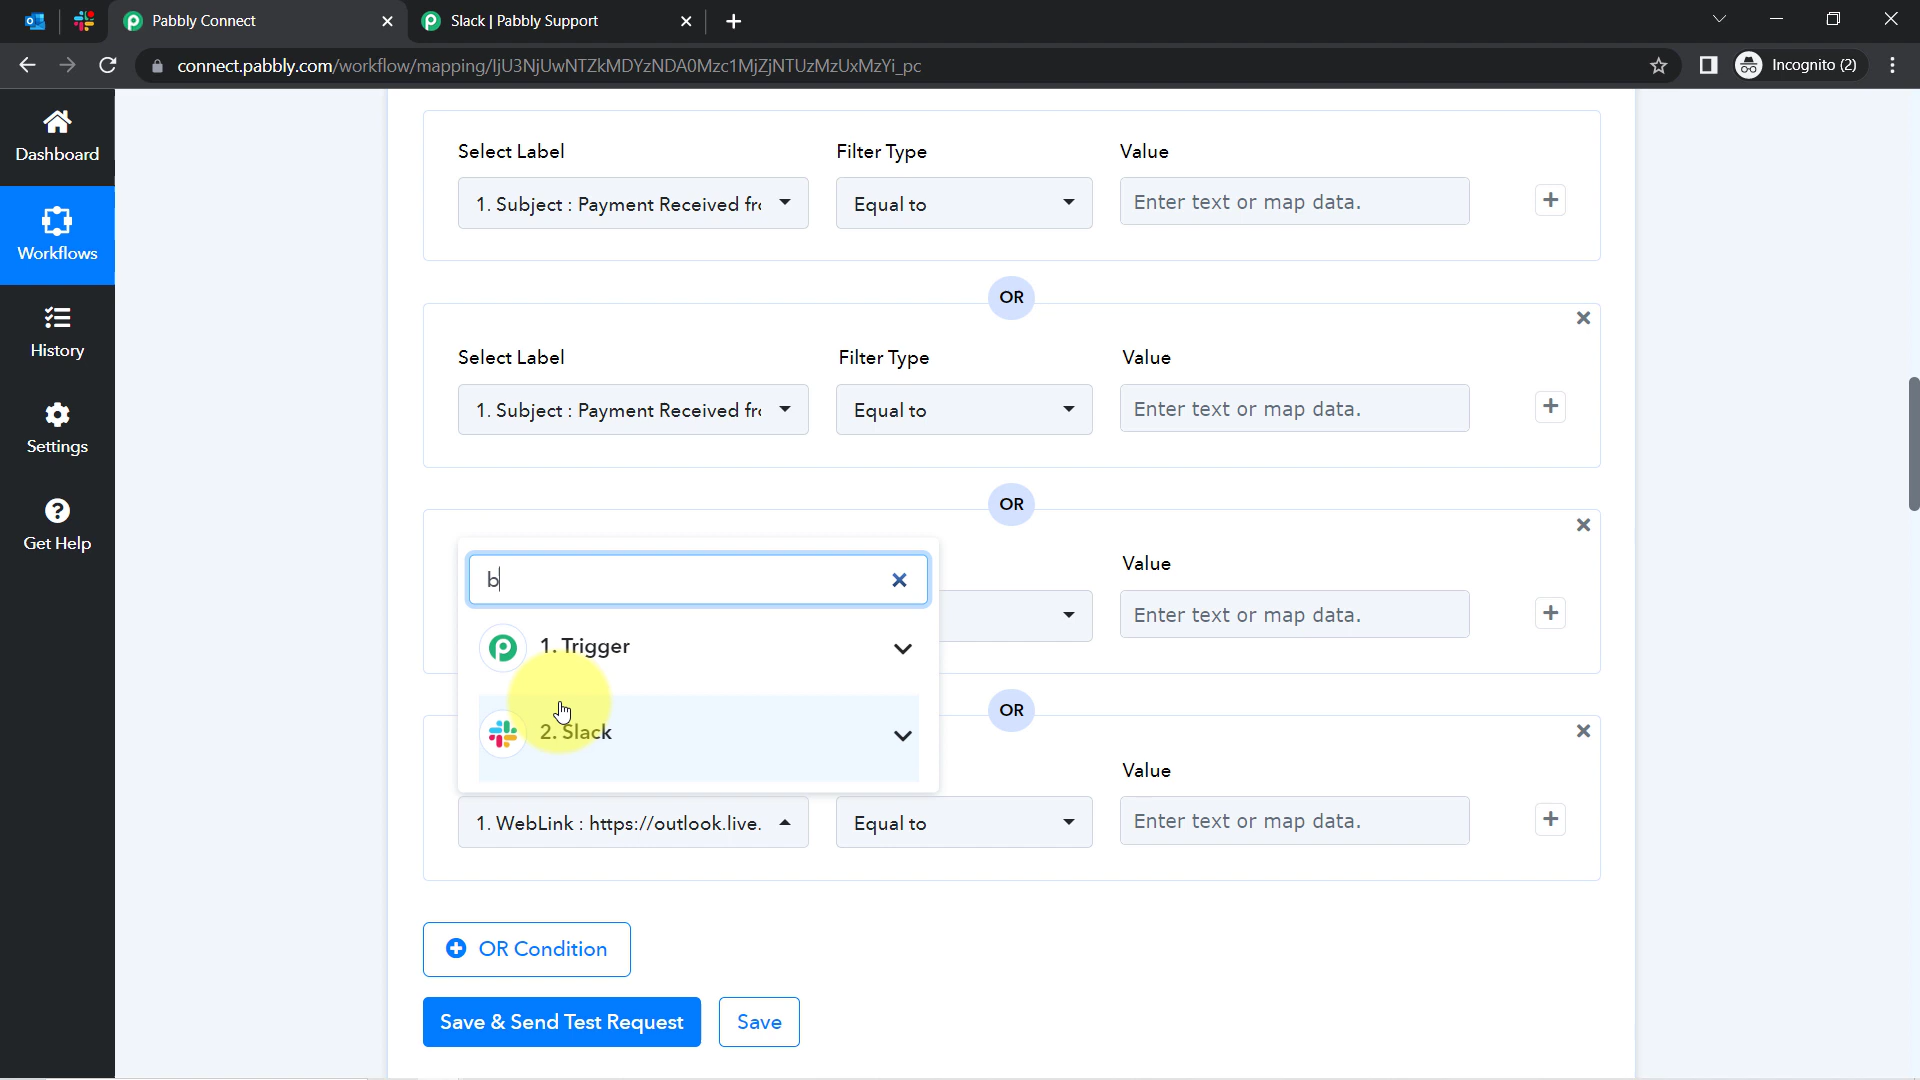 Pabbly Connect
Slack | Pabbly Support
connect.pabbly.com/workflow/mapping/IjU3NjUwNTZkMDYzNDA0Mzc1MjZjNTUzMzUxMzYi_pc
Incognito (2)
Dashboard
Workflows
History
Settings
Get Help
Select Label
Filter Type
Value
1. Subject : Payment Received fr
Equal to
Enter text or map data.
OR
Select Label
Filter Type
Value
1. Subject : Payment Received fr
Equal to
Enter text or map data.
OR
Value
Enter text or map data.
b
1. Trigger
2. Slack
OR
Value
1. WebLink : https://outlook.live.
Equal to
Enter text or map data.
OR Condition
Save & Send Test Request
Save